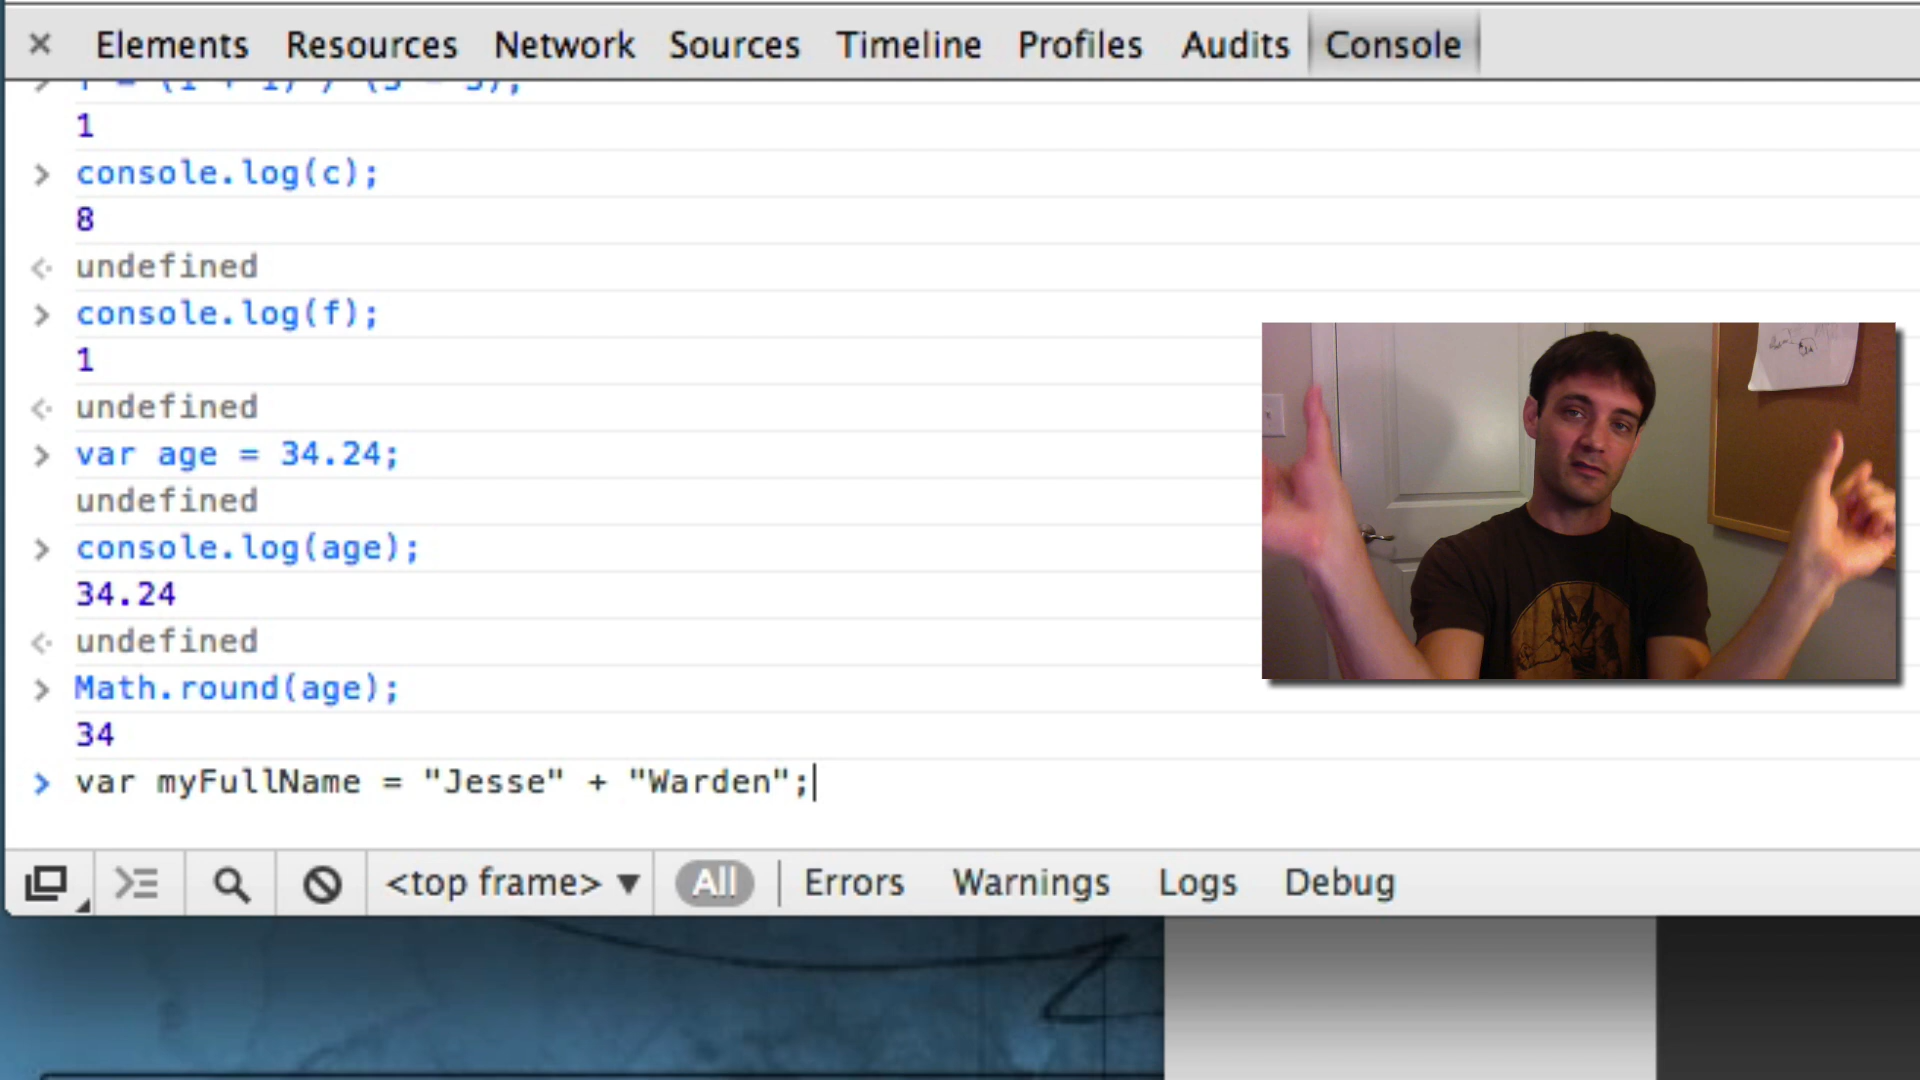 × Elements Resources Network Sources Timeline Profiles Audits Console
1
> console.log(c);
8
undefined
> console.log(f);
1
undefined
> var age = 34.24;
undefined
> console.log(age);
34.24
undefined
> Math.round(age);
34
> var myFullName = "Jesse" + "Warden";
<top frame> ▼ All Errors Warnings Logs Debug